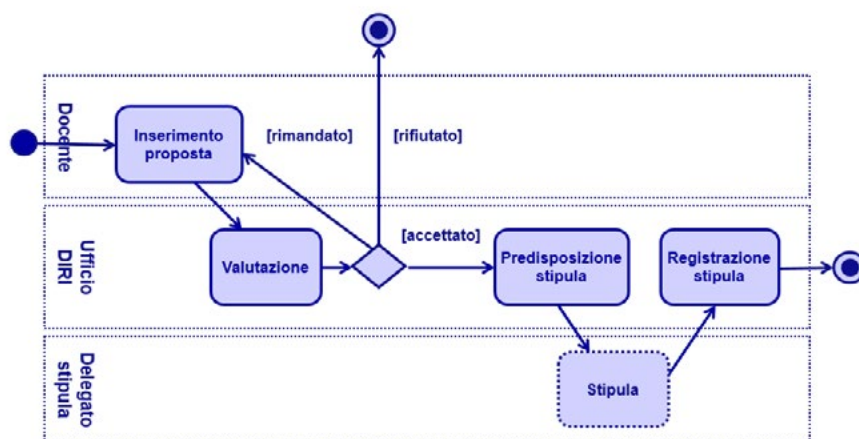 Docente
Inserimento
proposta
[rimandato]
[rifiutato]
Ufficio
DIRI
Valutazione
[accettato]
Predisposizione
stipula
Registrazione
stipula
Delegato
stipula
Stipula